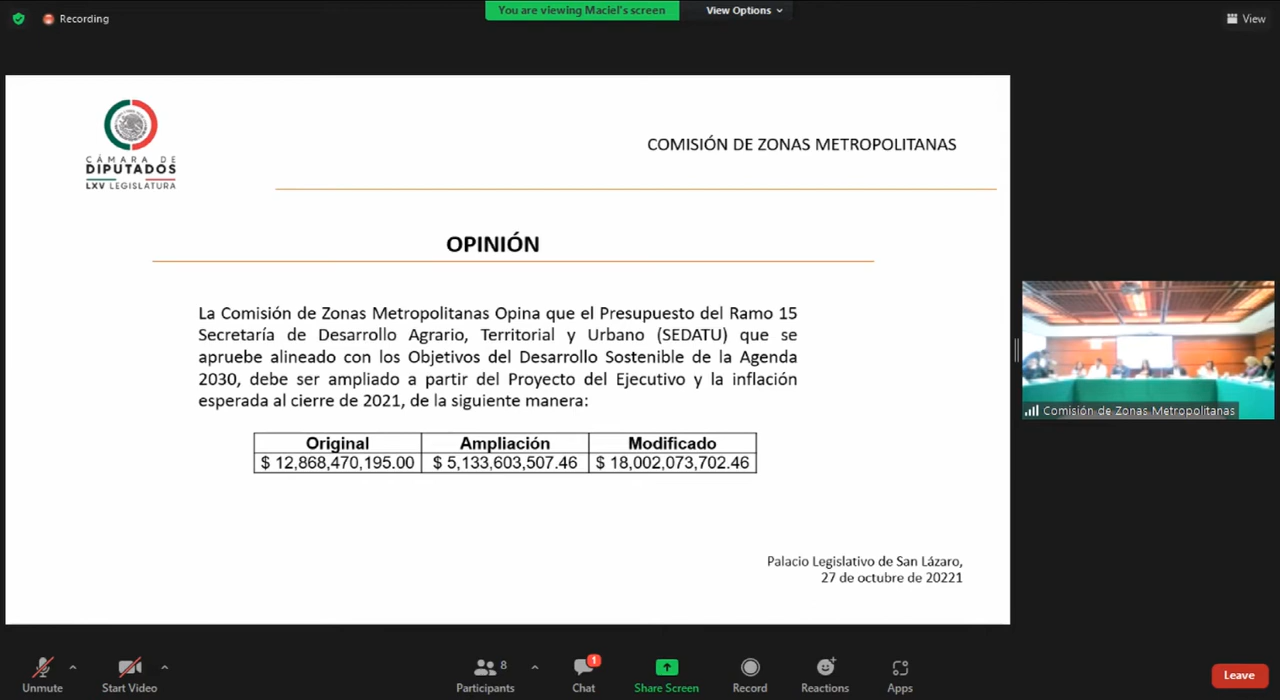 Recording
You are viewing Maciel's screen
View Options
View
CÁMARA DE
DIPUTADOS
LXV LEGISLATURA
COMISIÓN DE ZONAS METROPOLITANAS
OPINIÓN
La Comisión de Zonas Metropolitanas Opina que el Presupuesto del Ramo 15
Secretaría de Desarrollo Agrario, Territorial y Urbano (SEDATU) que se
apruebe alineado con los Objetivos del Desarrollo Sostenible de la Agenda
2030, debe ser ampliado a partir del Proyecto del Ejecutivo y la inflación
esperada al cierre de 2021, de la siguiente manera:
Original Ampliación Modificado
$ 12,868,470,195.00 $ 5,133,603,507.46 $ 18,002,073,702.46
Palacio Legislativo de San Lázaro,
27 de octubre de 20221
Comisión de Zonas Metropolitanas
Unmute
Start Video
8
Participants
1
Chat
Share Screen
Record
Reactions
Apps
Leave